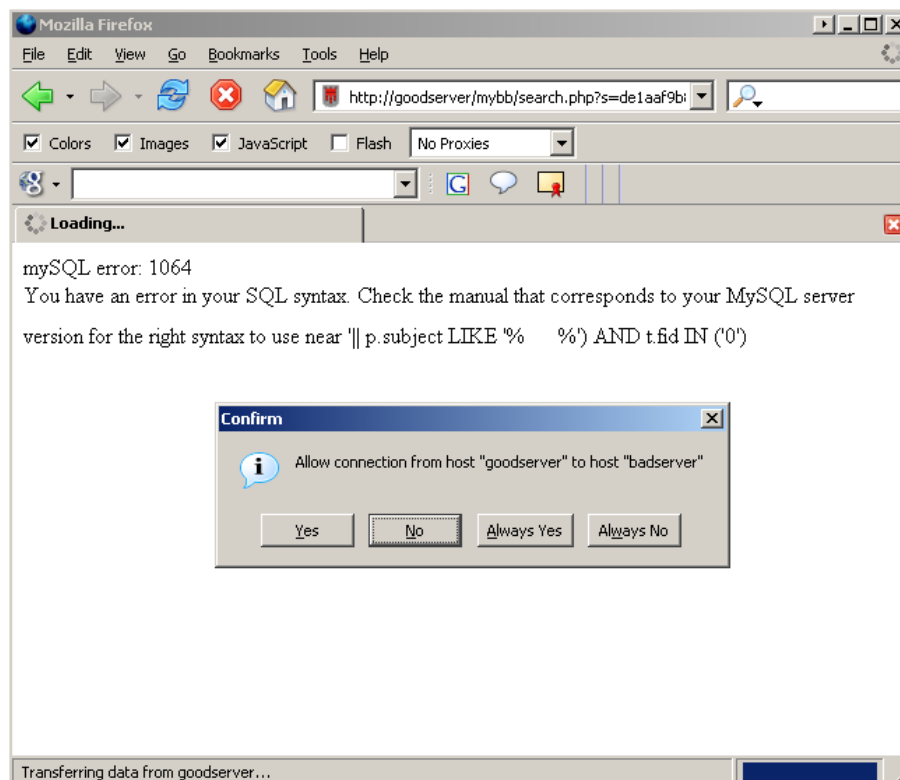 Mozilla Firefox
File Edit View Go Bookmarks Tools Help
http://goodserver/mybb/search.php?s=de1aaf9b
Colors Images JavaScript Flash No Proxies
G
Loading...
mySQL error: 1064
You have an error in your SQL syntax. Check the manual that corresponds to your MySQL server
version for the right syntax to use near '|| p.subject LIKE '% %') AND t.fid IN ('0')
Confirm
Allow connection from host "goodserver" to host "badserver"
Yes No Always Yes Always No
Transferring data from goodserver...